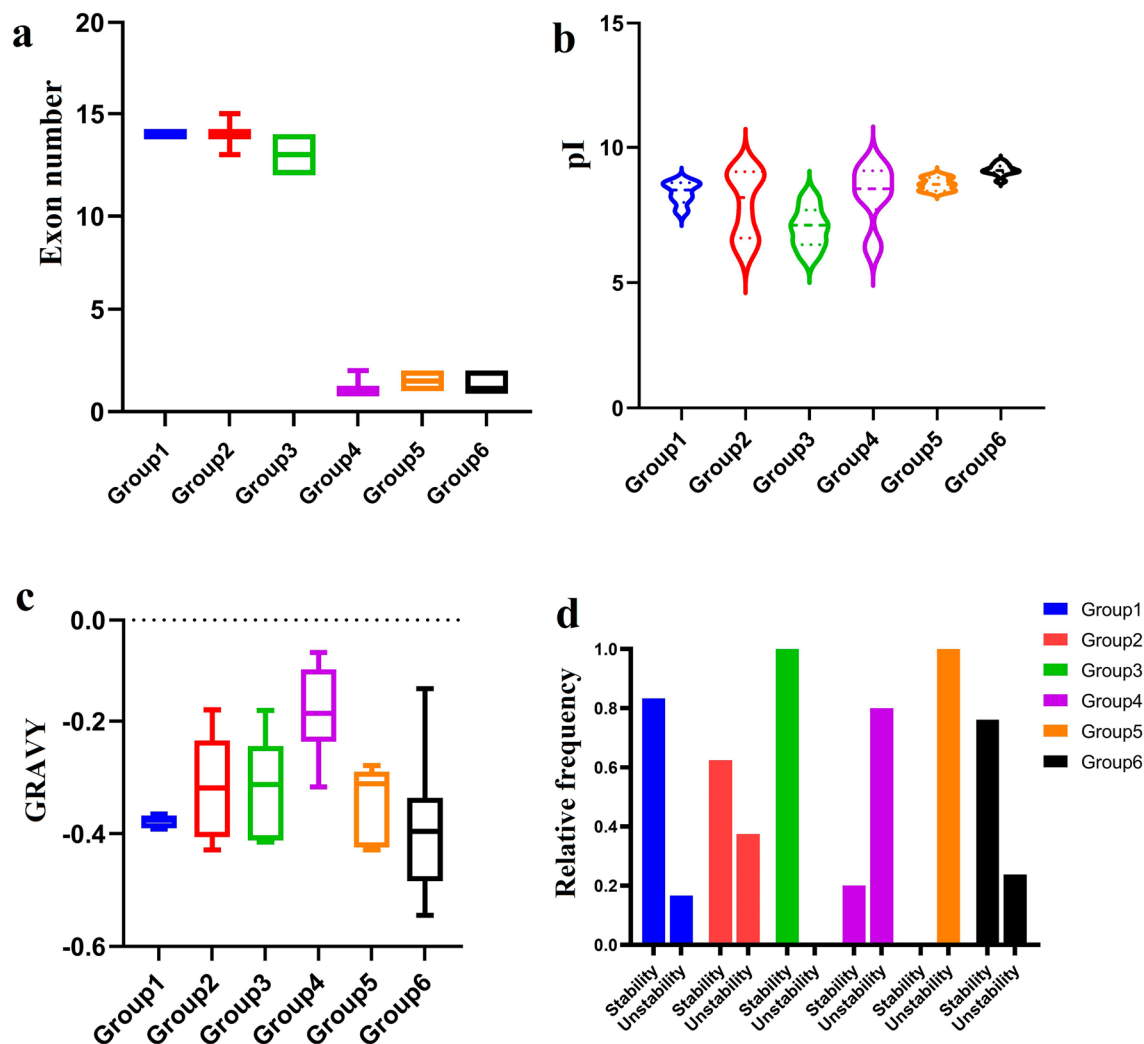 a
Exon number
20
15
10
5
0
Group1
Group2
Group3
Group4
Group5
Group6
b
pI
15
10
5
0
Group1
Group2
Group3
Group4
Group5
Group6
c
GRAVY
0.0
-0.2
-0.4
-0.6
Group1
Group2
Group3
Group4
Group5
Group6
d
Relative frequency
1.0
0.8
0.6
0.4
0.2
0.0
Stability
Unstability
Stability
Unstability
Stability
Unstability
Stability
Unstability
Stability
Unstability
Stability
Unstability
Group1
Group2
Group3
Group4
Group5
Group6